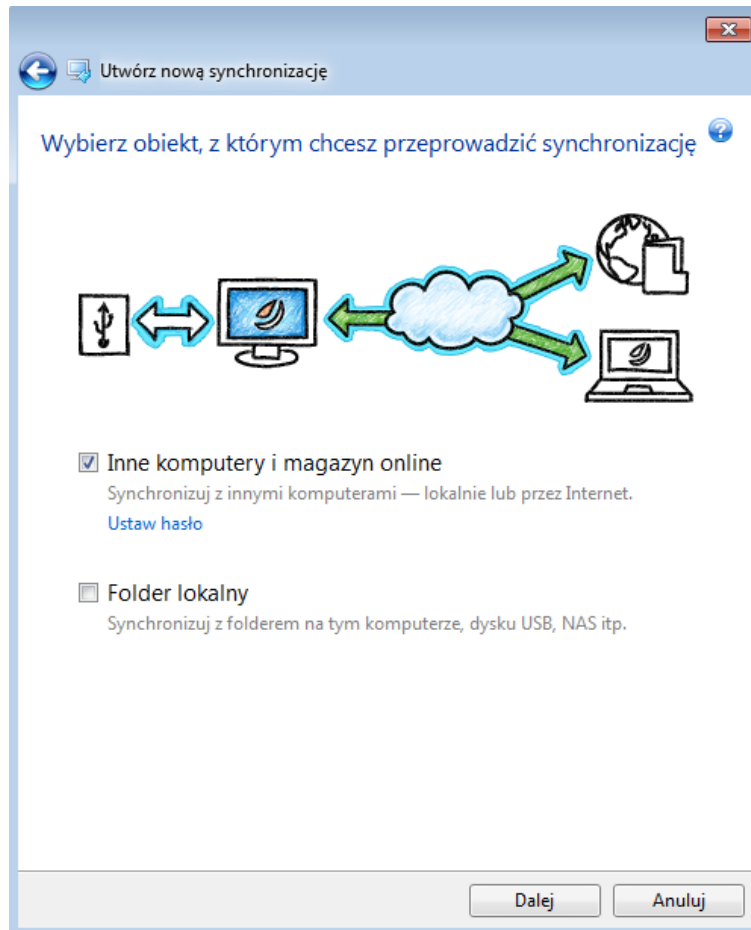 Utwórz nową synchronizację
Wybierz obiekt, z którym chcesz przeprowadzić synchronizację
Inne komputery i magazyn online
Synchronizuj z innymi komputerami — lokalnie lub przez Internet.
Ustaw hasło
Folder lokalny
Synchronizuj z folderem na tym komputerze, dysku USB, NAS itp.
Dalej
Anuluj